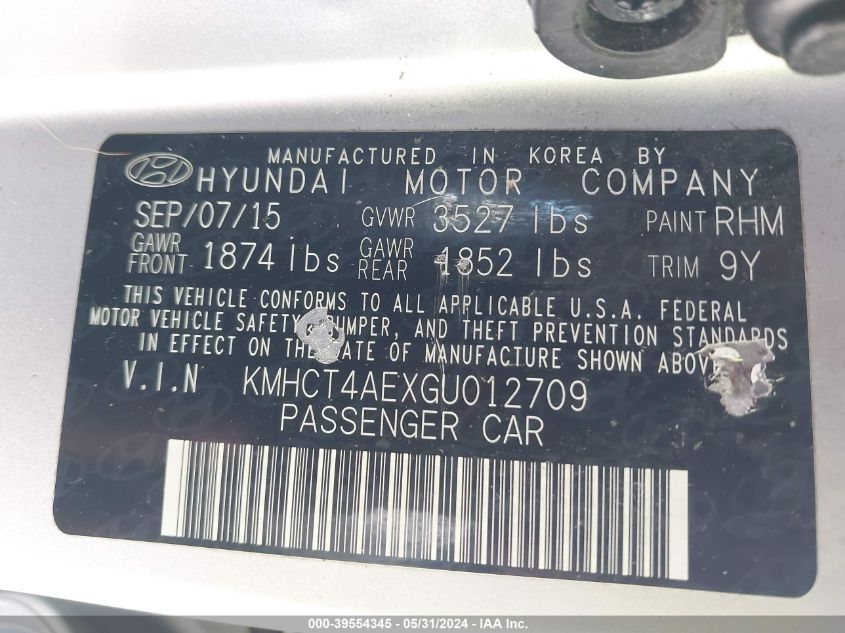 MANUFACTURED IN KOREA BY
HYUNDAI MOTOR COMPANY
SEP/07/15 GVWR 3527 lbs PAINT RHM
GAWR FRONT 1874 lbs GAWR REAR 1852 lbs TRIM 9Y
THIS VEHICLE CONFORMS TO ALL APPLICABLE U.S.A. FEDERAL
MOTOR VEHICLE SAFETY, BUMPER, AND THEFT PREVENTION STANDARDS
IN EFFECT ON THE DATE OF MANUFACTURE SHOWN ABOVE
V.I.N KMHCT4AEXGU012709
PASSENGER CAR
000-39554345 - 05/31/2024 - IAA Inc.